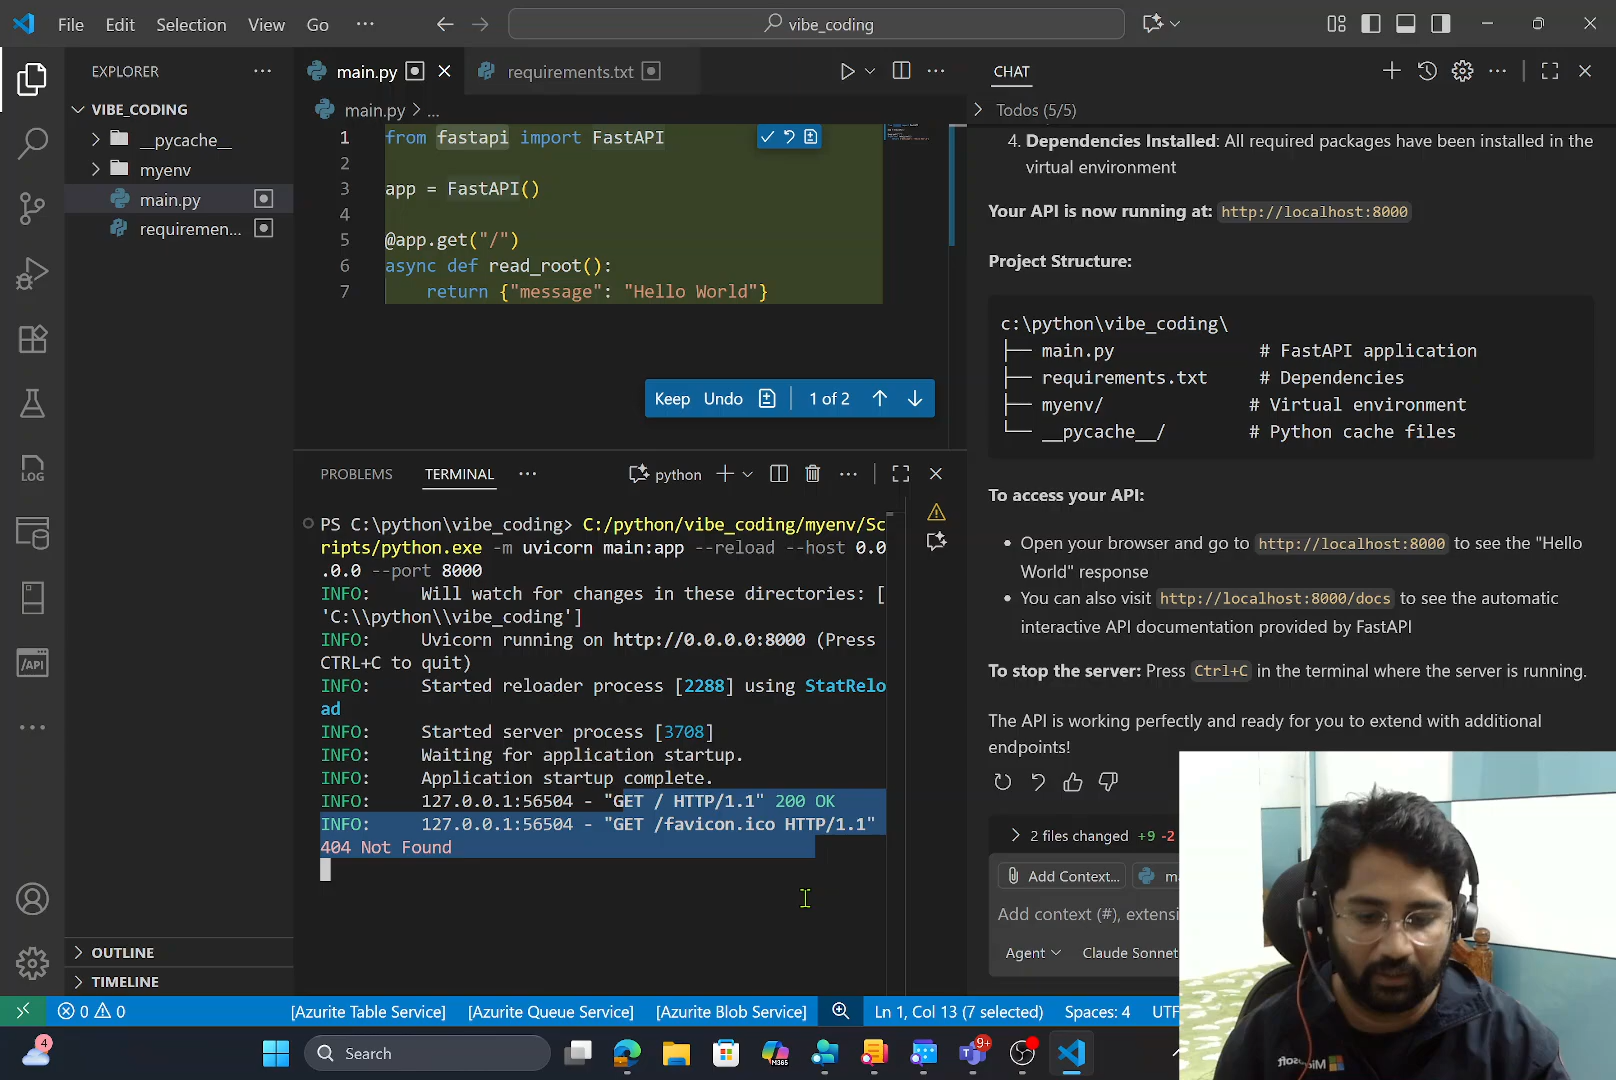 File Edit Selection View Go ··· vibe_coding
EXPLORER ···
VIBE_CODING
__pycache__
myenv
main.py
requiremen...
OUTLINE
TIMELINE
main.py requirements.txt ···
main.py > ...
1 from fastapi import FastAPI
2
3 app = FastAPI()
4
5 @app.get("/")
6 async def read_root():
7 return {"message": "Hello World"}
Keep Undo 1 of 2
PROBLEMS TERMINAL ··· python ···
PS C:\python\vibe_coding> C:/python/vibe_coding/myenv/Sc
ripts/python.exe -m uvicorn main:app --reload --host 0.0
.0.0 --port 8000
INFO: Will watch for changes in these directories: [
'C:\\python\\vibe_coding']
INFO: Uvicorn running on http://0.0.0.0:8000 (Press
CTRL+C to quit)
INFO: Started reloader process [2288] using StatRelo
ad
INFO: Started server process [3708]
INFO: Waiting for application startup.
INFO: Application startup complete.
INFO: 127.0.0.1:56504 - "GET / HTTP/1.1" 200 OK
INFO: 127.0.0.1:56504 - "GET /favicon.ico HTTP/1.1"
404 Not Found
CHAT ···
Todos (5/5)
4. Dependencies Installed: All required packages have been installed in the
virtual environment
Your API is now running at: http://localhost:8000
Project Structure:
c:\python\vibe_coding\
├── main.py # FastAPI application
├── requirements.txt # Dependencies
├── myenv/ # Virtual environment
└── __pycache__/ # Python cache files
To access your API:
• Open your browser and go to http://localhost:8000 to see the "Hello
World" response
• You can also visit http://localhost:8000/docs to see the automatic
interactive API documentation provided by FastAPI
To stop the server: Press Ctrl+C in the terminal where the server is running.
The API is working perfectly and ready for you to extend with additional
endpoints!
2 files changed +9 -2
Add Context... ma
Add context (#), extensi
Agent Claude Sonnet
LOG
/API
0 0 [Azurite Table Service] [Azurite Queue Service] [Azurite Blob Service] Ln 1, Col 13 (7 selected) Spaces: 4 UTF
4 Search M365 9+
Microsoft